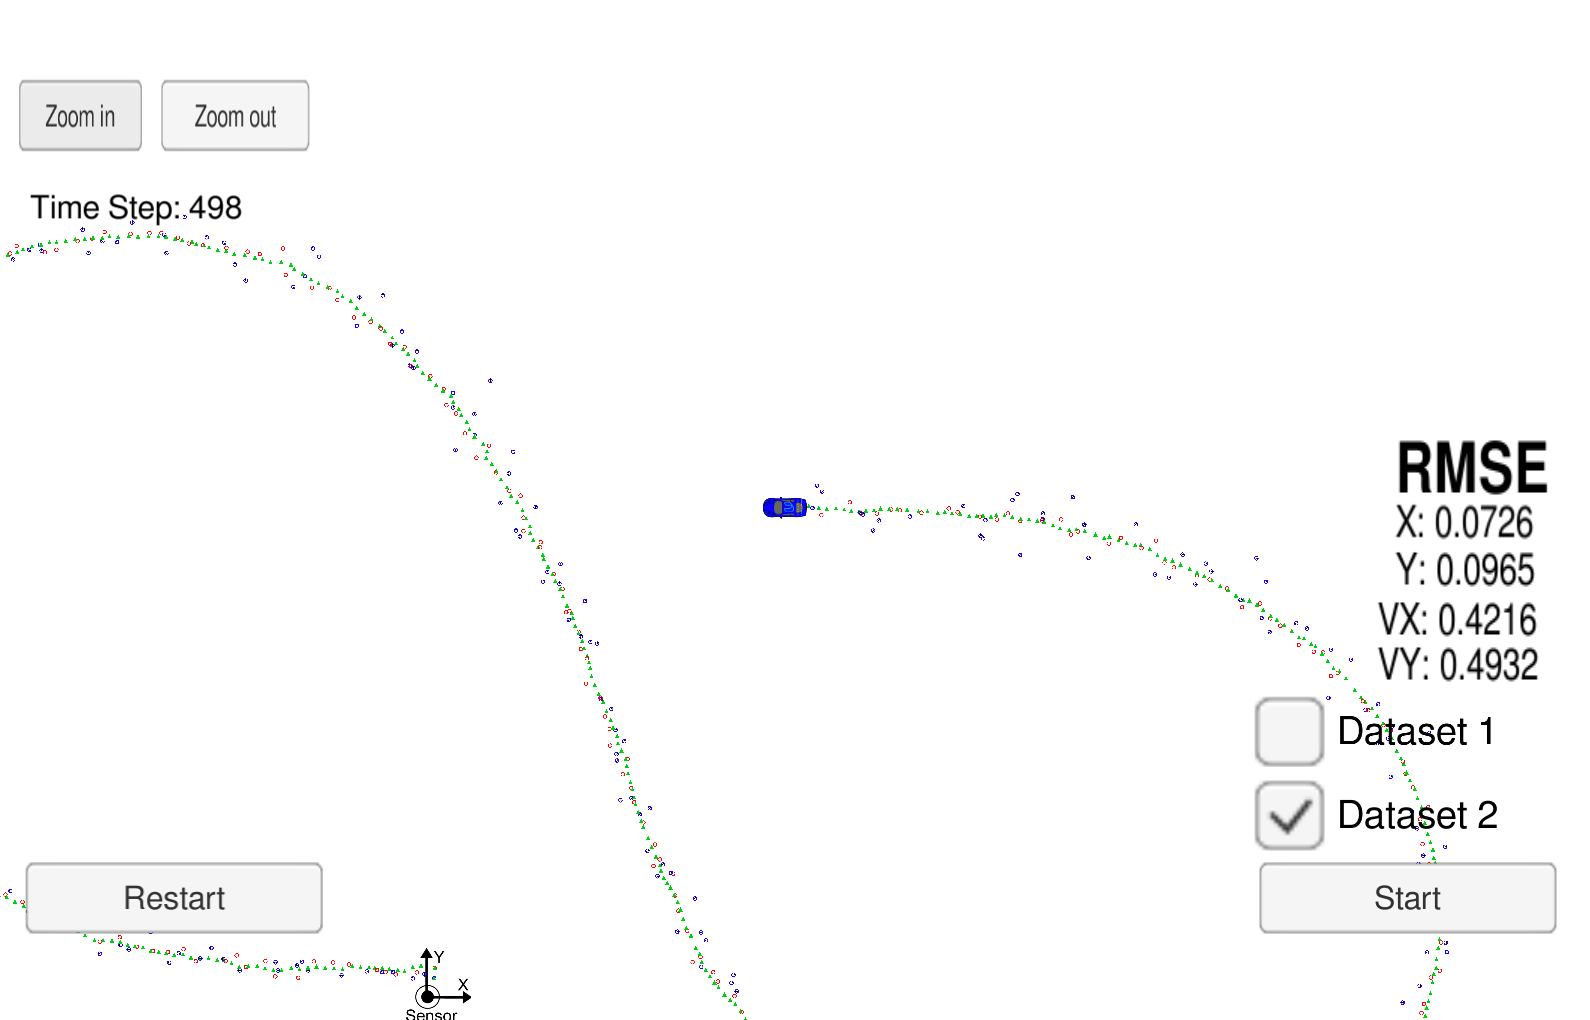 Zoom in
Zoom out
Time Step: 498
RMSE
X: 0.0726
Y: 0.0965
VX: 0.4216
VY: 0.4932
Dataset 1
Dataset 2
Restart
Start
Y
X
Sensor